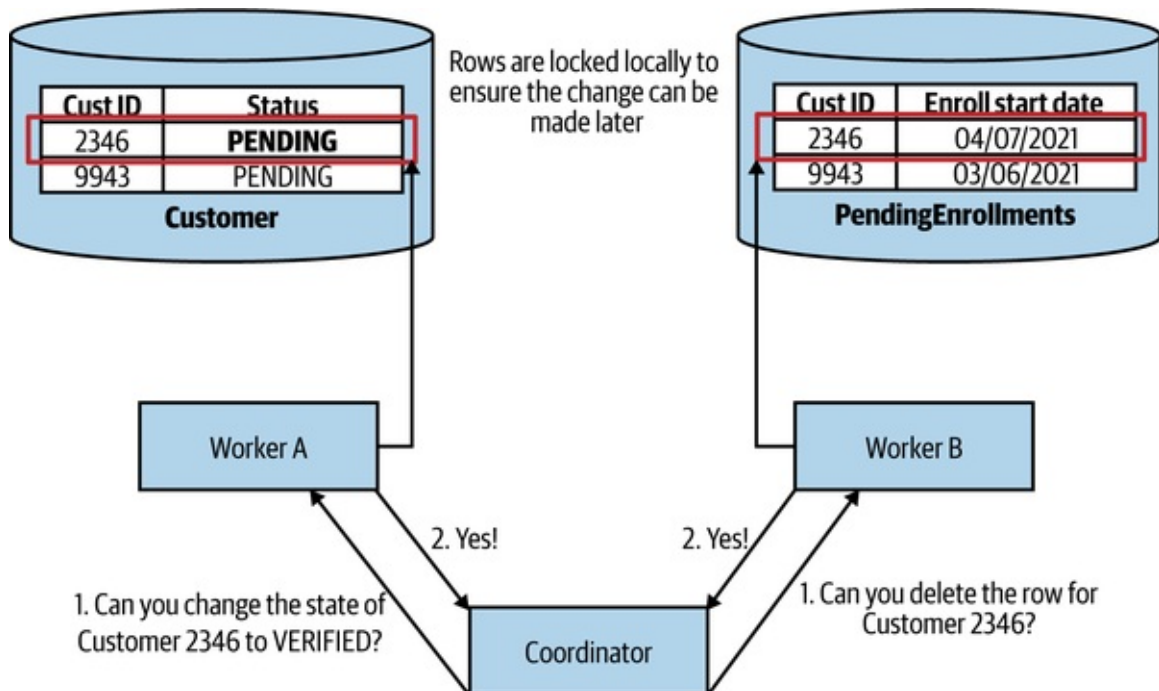 Cust ID Status
2346 PENDING
9943 PENDING
Customer
Rows are locked locally to
ensure the change can be
made later
Cust ID Enroll start date
2346 04/07/2021
9943 03/06/2021
PendingEnrollments
Worker A
Worker B
2. Yes!
2. Yes!
1. Can you change the state of
Customer 2346 to VERIFIED?
1. Can you delete the row for
Customer 2346?
Coordinator